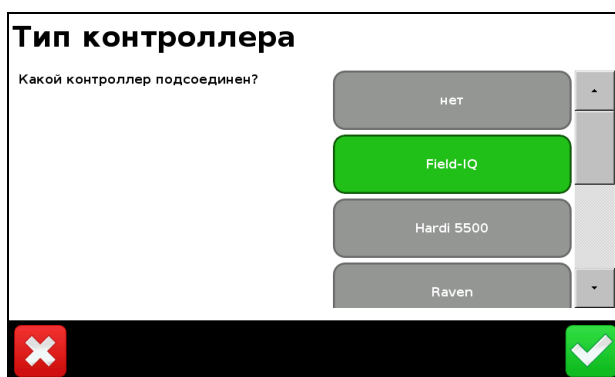 Тип контроллера
Какой контроллер подсоединен?
нет
Field-IQ
Hardi 5500
Raven